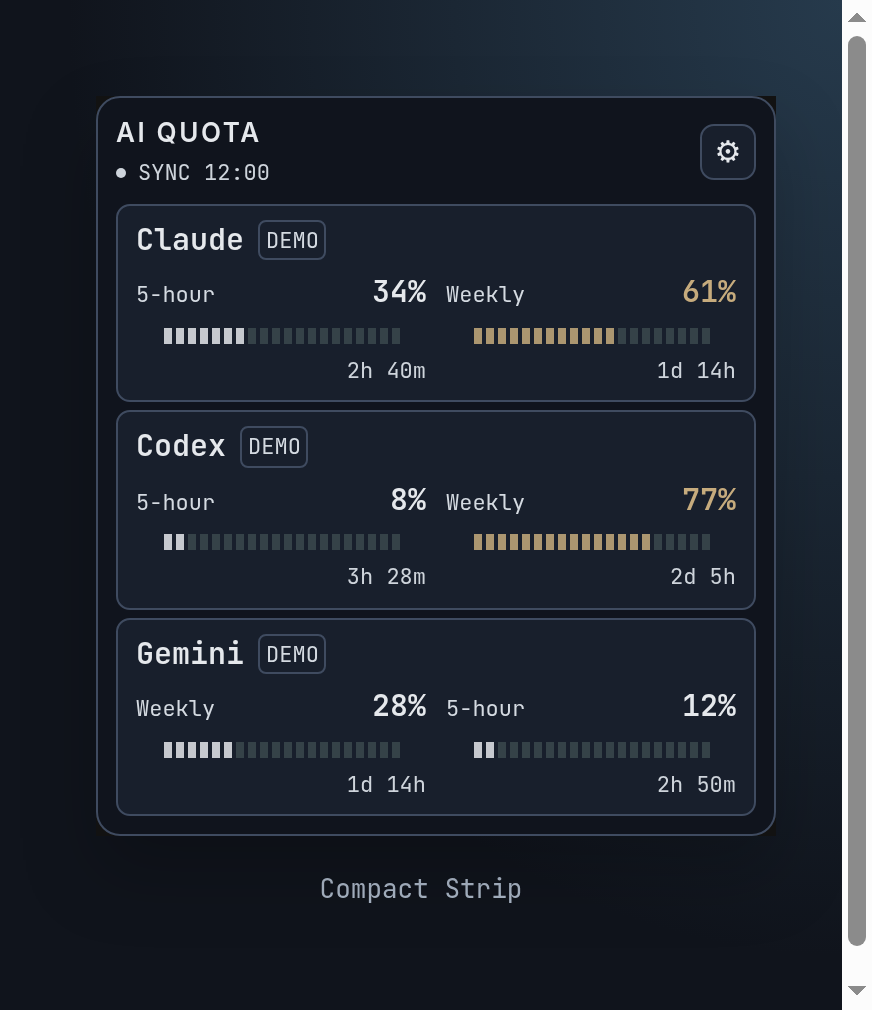 AI QUOTA
SYNC 12:00
Claude DEMO
5-hour 34% Weekly 61%
2h 40m 1d 14h
Codex DEMO
5-hour 8% Weekly 77%
3h 28m 2d 5h
Gemini DEMO
Weekly 28% 5-hour 12%
1d 14h 2h 50m
Compact Strip